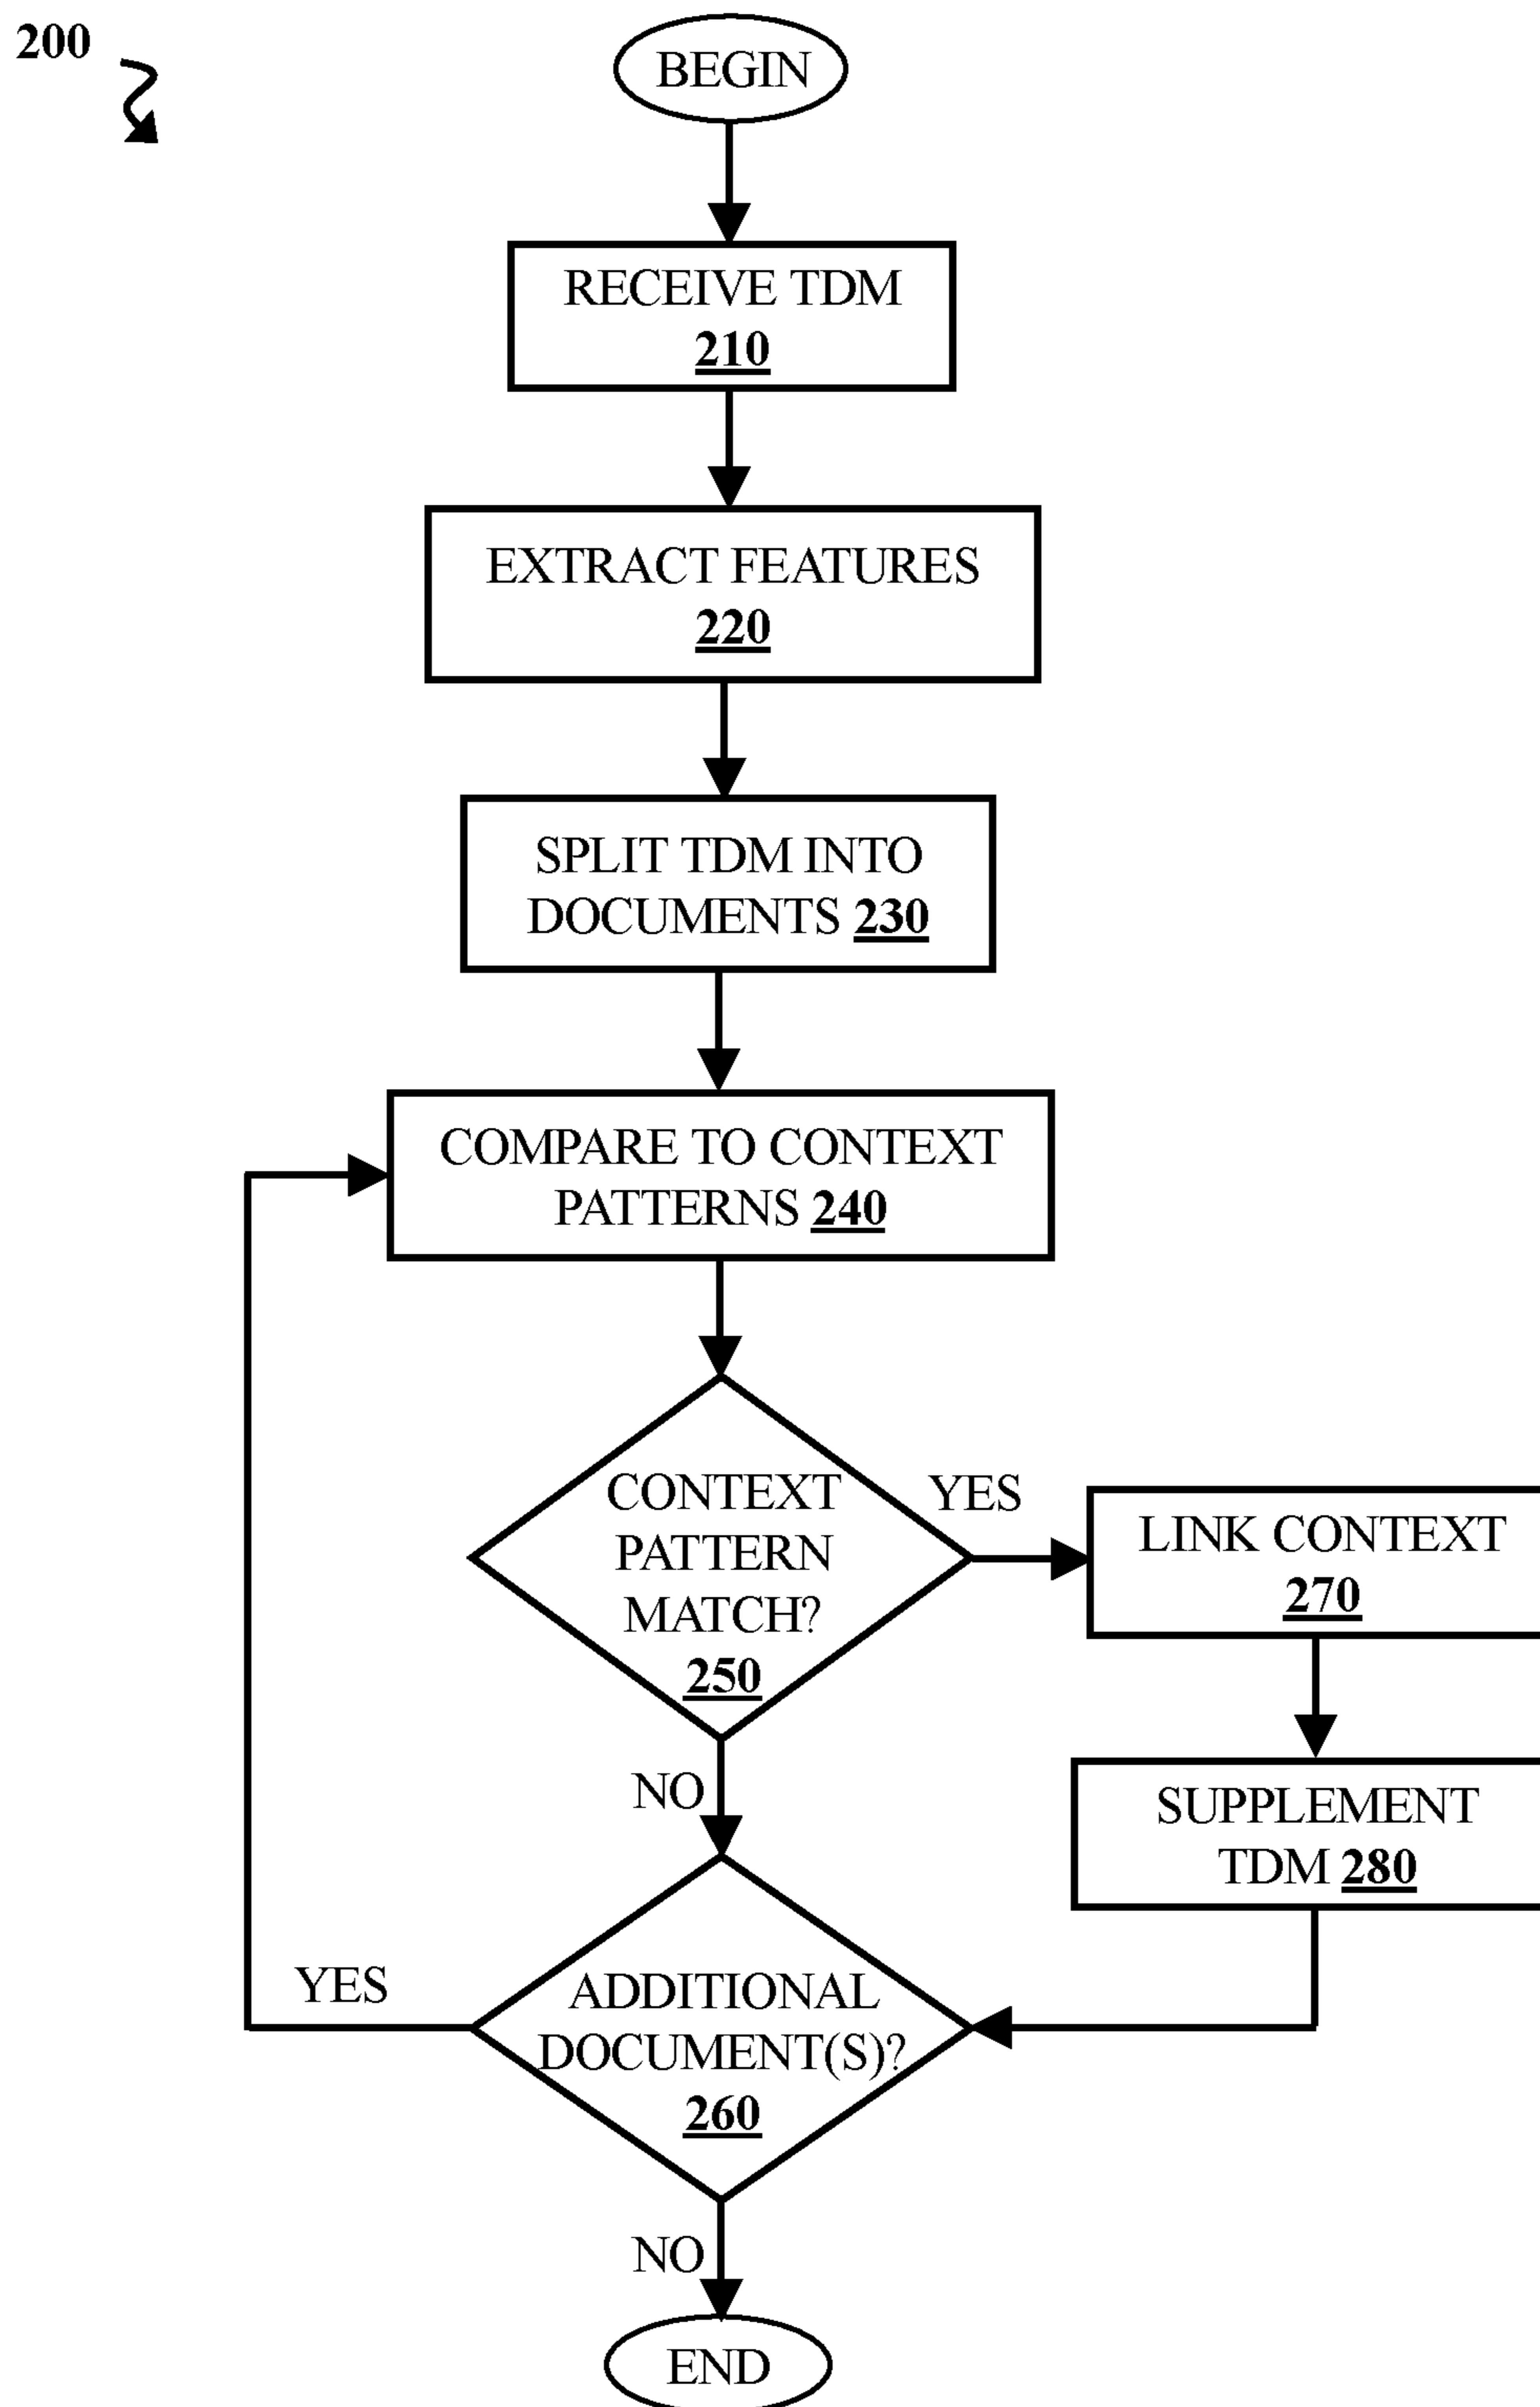 200
BEGIN
RECEIVE TDM
210
EXTRACT FEATURES
220
SPLIT TDM INTO
DOCUMENTS 230
COMPARE TO CONTEXT
PATTERNS 240
CONTEXT
PATTERN
MATCH?
250
YES
LINK CONTEXT
270
NO
SUPPLEMENT
TDM 280
YES
ADDITIONAL
DOCUMENT(S)?
260
NO
END